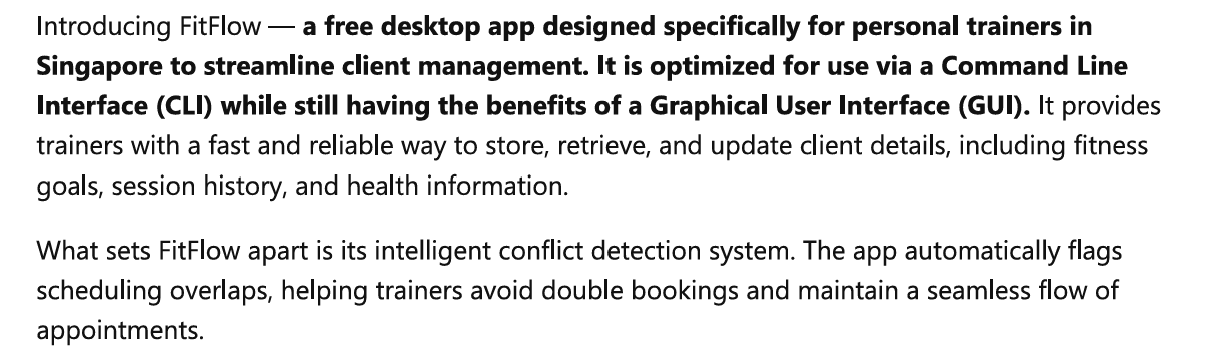 Introducing FitFlow — a free desktop app designed specifically for personal trainers in
Singapore to streamline client management. It is optimized for use via a Command Line
Interface (CLI) while still having the benefits of a Graphical User Interface (GUI). It provides
trainers with a fast and reliable way to store, retrieve, and update client details, including fitness
goals, session history, and health information.
What sets FitFlow apart is its intelligent conflict detection system. The app automatically flags
scheduling overlaps, helping trainers avoid double bookings and maintain a seamless flow of
appointments.